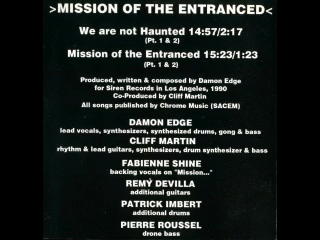 >MISSION OF THE ENTRANCED<
We are not Haunted 14:57/2:17
(Pt. 1 & 2)
Mission of the Entranced 15:23/1:23
(Pt. 1 & 2)
Produced, written & composed by Damon Edge
for Siren Records in Los Angeles, 1990
Co-Produced by Cliff Martin
All songs published by Chrome Music (SACEM)
DAMON EDGE
lead vocals, synthesizers, synthesized drums, gong & bass
CLIFF MARTIN
rhythm & lead guitars, synthesizers, drum synthesizer & bass
FABIENNE SHINE
backing vocals on "Mission..."
REMY DEVILLA
additional guitars
PATRICK IMBERT
additional drums
PIERRE ROUSSEL
drone bass